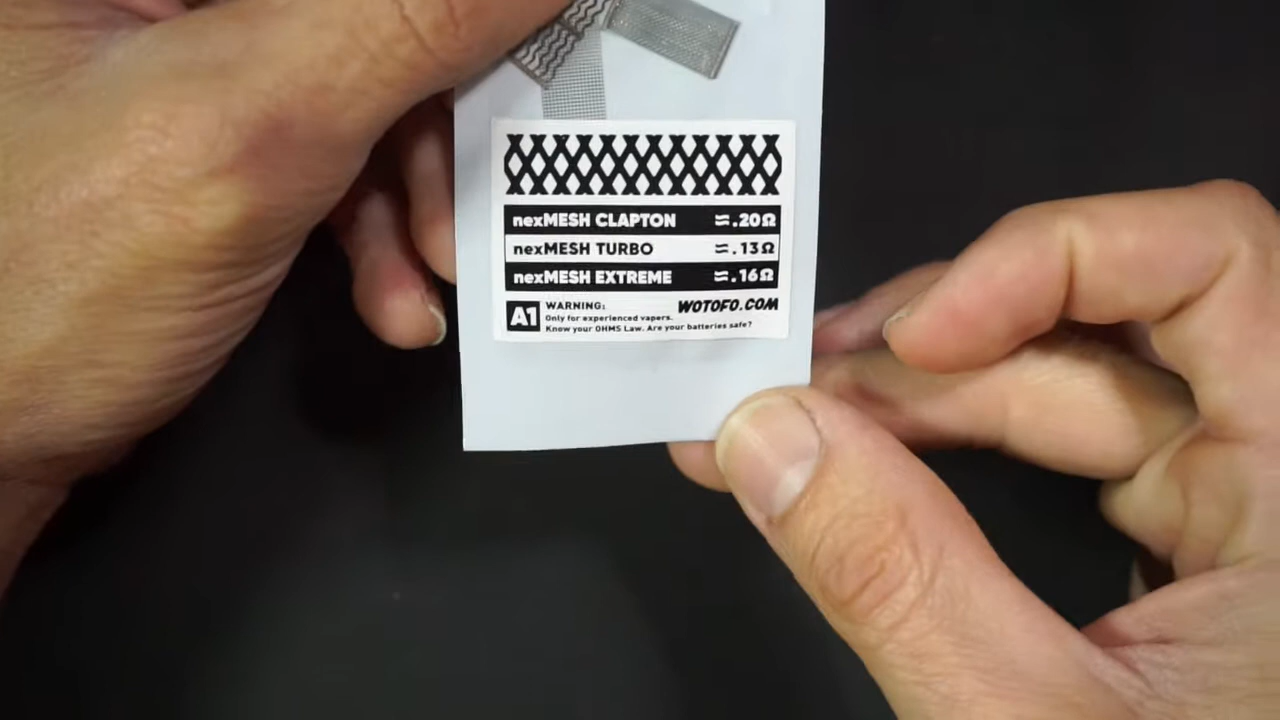 nexMESH CLAPTON ≈.20Ω
nexMESH TURBO ≈.13Ω
nexMESH EXTREME ≈.16Ω
A1 WARNING: WOTOFO.COM
Only for experienced vapers.
Know your OHMS Law. Are your batteries safe?